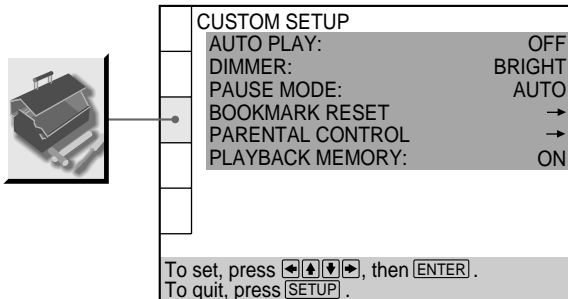 CUSTOM SETUP
AUTO PLAY: OFF
DIMMER: BRIGHT
PAUSE MODE: AUTO
BOOKMARK RESET →
PARENTAL CONTROL →
PLAYBACK MEMORY: ON
To set, press ←↑↓→, then ENTER .
To quit, press SETUP .